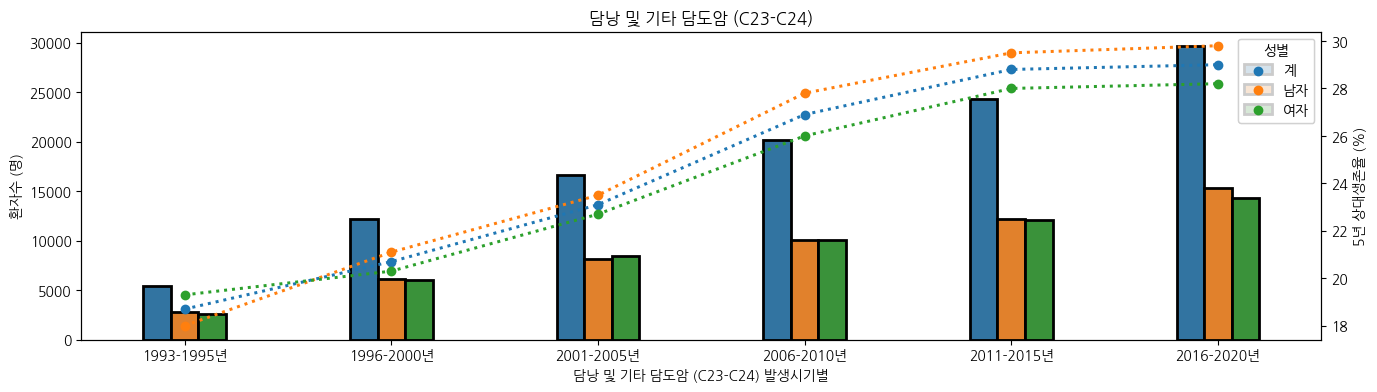 담낭 및 기타 담도암 (C23-C24)
환자수 (명)
30000
25000
20000
15000
10000
5000
0
30
28
26
24
22
20
18
5년 상대생존율 (%)
성별
계
남자
여자
1993-1995년
1996-2000년
2001-2005년
2006-2010년
2011-2015년
2016-2020년
담낭 및 기타 담도암 (C23-C24) 발생시기별